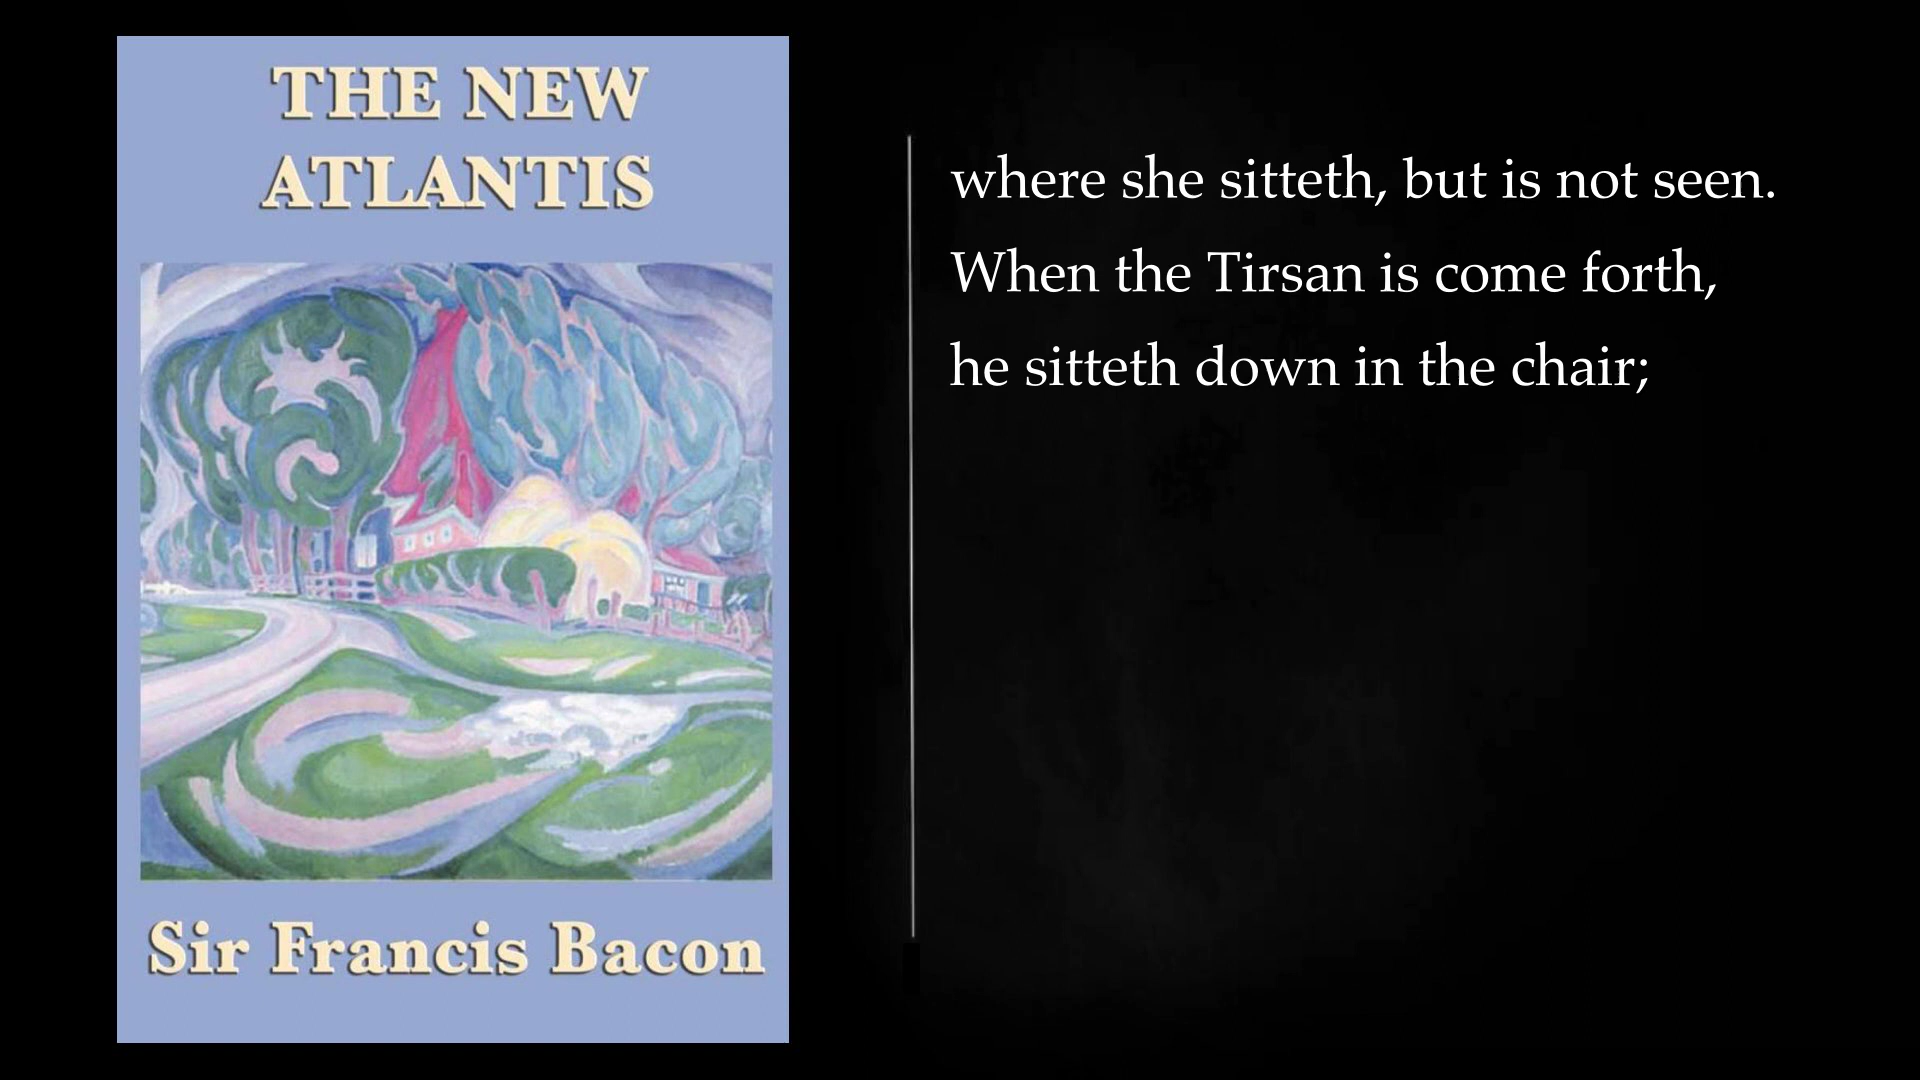 THE NEW
ATLANTIS
Sir Francis Bacon
where she sitteth, but is not seen.
When the Tirsan is come forth,
he sitteth down in the chair;